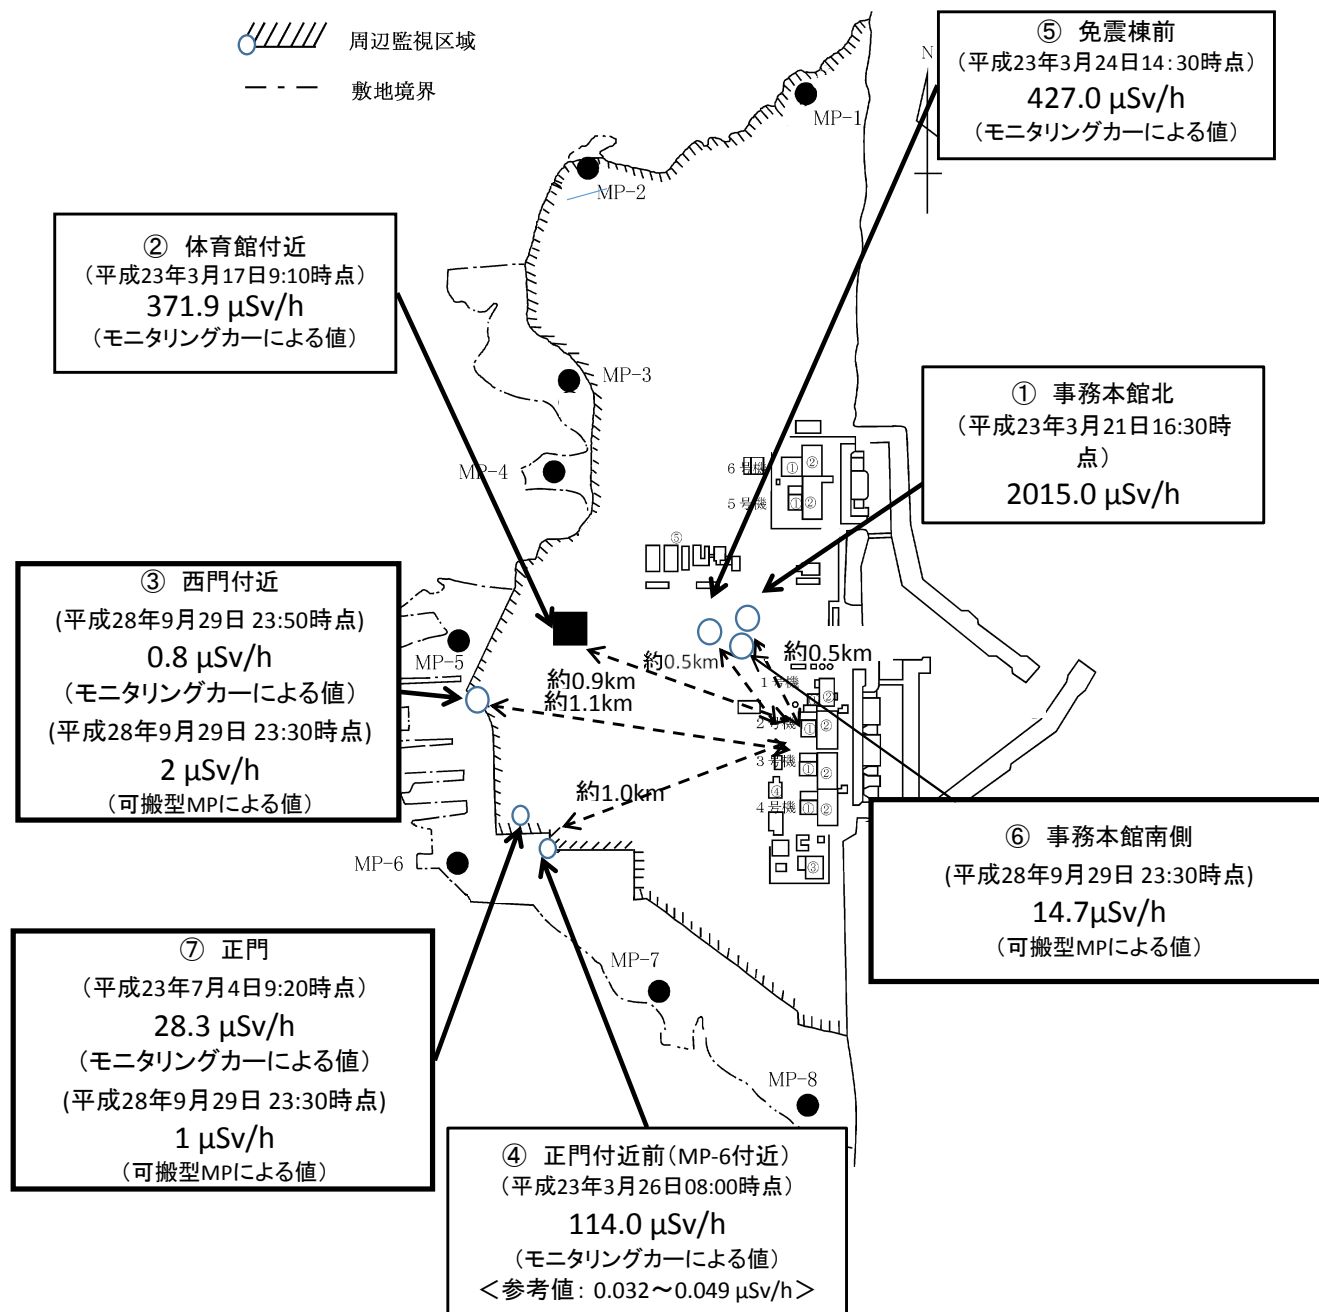 周辺監視区域
敷地境界
⑤ 免震棟前
(平成23年3月24日14:30時点)
427.0 μSv/h
(モニタリングカーによる値)
N
MP-1
MP-2
② 体育館付近
(平成23年3月17日9:10時点)
371.9 μSv/h
(モニタリングカーによる値)
MP-3
① 事務本館北
(平成23年3月21日16:30時
点)
2015.0 μSv/h
MP-4
6号機
①
②
5号機
①
②
⑤
③ 西門付近
(平成28年9月29日 23:50時点)
0.8 μSv/h
(モニタリングカーによる値)
(平成28年9月29日 23:30時点)
2 μSv/h
(可搬型MPによる値)
MP-5
約0.5km
約0.5km
約0.9km
約1.1km
1号機
②
2号機
①
②
3号機
①
②
④
約1.0km
4号機
①
②
③
MP-6
⑥ 事務本館南側
(平成28年9月29日 23:30時点)
14.7μSv/h
(可搬型MPによる値)
⑦ 正門
(平成23年7月4日9:20時点)
28.3 μSv/h
(モニタリングカーによる値)
(平成28年9月29日 23:30時点)
1 μSv/h
(可搬型MPによる値)
MP-7
MP-8
④ 正門付近前(MP-6付近)
(平成23年3月26日08:00時点)
114.0 μSv/h
(モニタリングカーによる値)
<参考値: 0.032~0.049 μSv/h>